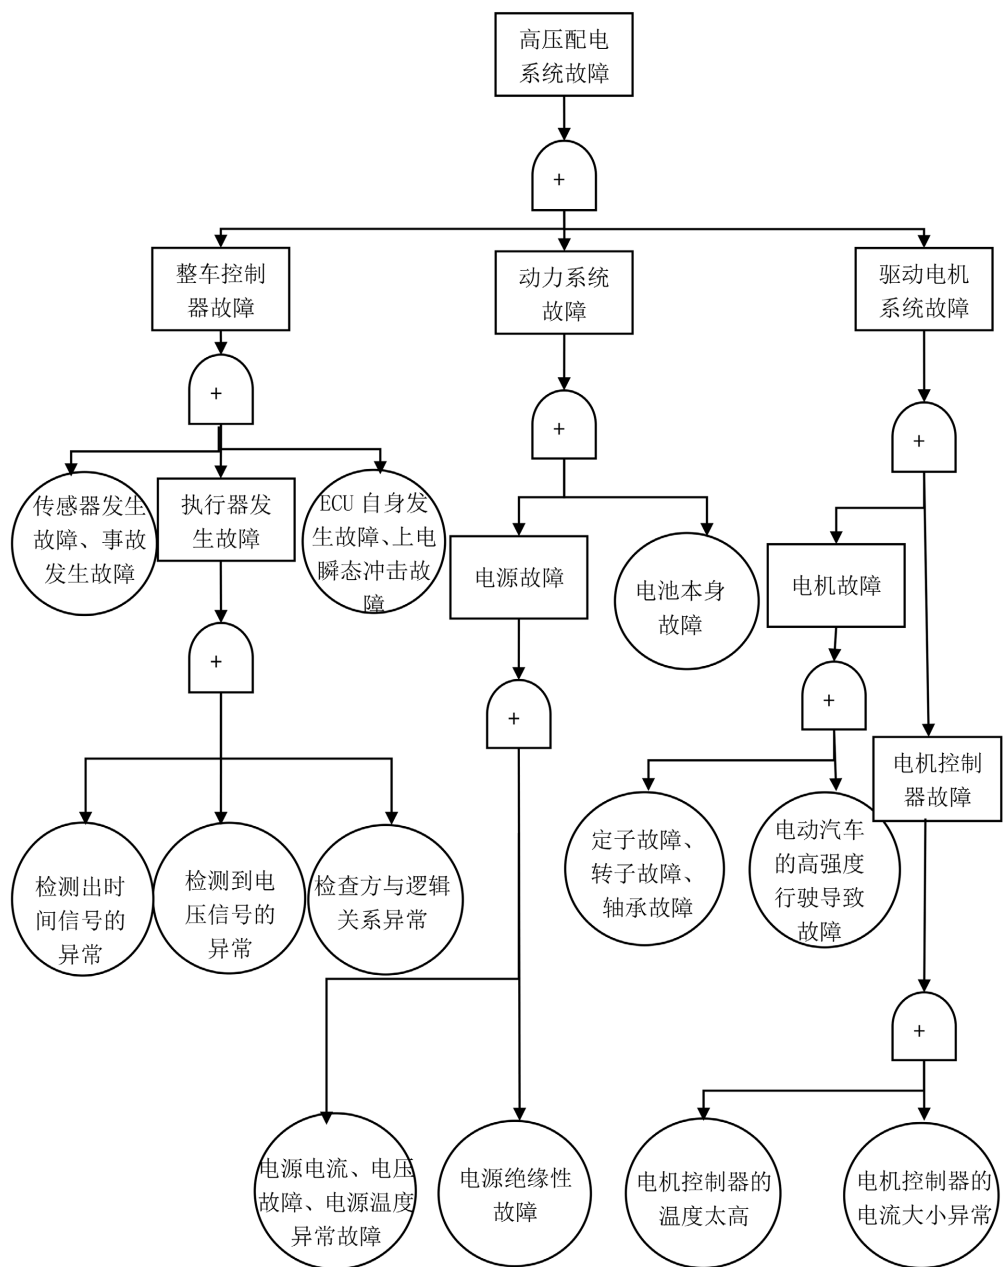 高压配电
系统故障
+
整车控制
器故障
动力系统
故障
驱动电机
系统故障
+
+
+
传感器发生
故障、事故
发生故障
执行器发
生故障
ECU 自身发
生故障、上电
瞬态冲击故
障
电源故障
电池本身
故障
电机故障
+
+
+
电机控制
器故障
检测出时
间信号的
异常
检测到电
压信号的
异常
检查方与逻辑
关系异常
定子故障、
转子故障、
轴承故障
电动汽车
的高强度
行驶导致
故障
+
电源电流、电压
故障、电源温度
异常故障
电源绝缘性
故障
电机控制器的
温度太高
电机控制器的
电流大小异常